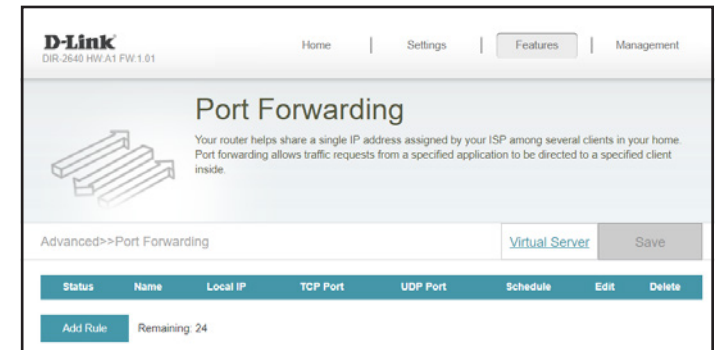 D-Link
DIR-2640 HW:A1 FW:1.01
Home | Settings | Features | Management
Port Forwarding
Your router helps share a single IP address assigned by your ISP among several clients in your home.
Port forwarding allows traffic requests from a specified application to be directed to a specified client
inside.
Advanced>>Port Forwarding
Virtual Server
Save
Status Name Local IP TCP Port UDP Port Schedule Edit Delete
Add Rule Remaining: 24